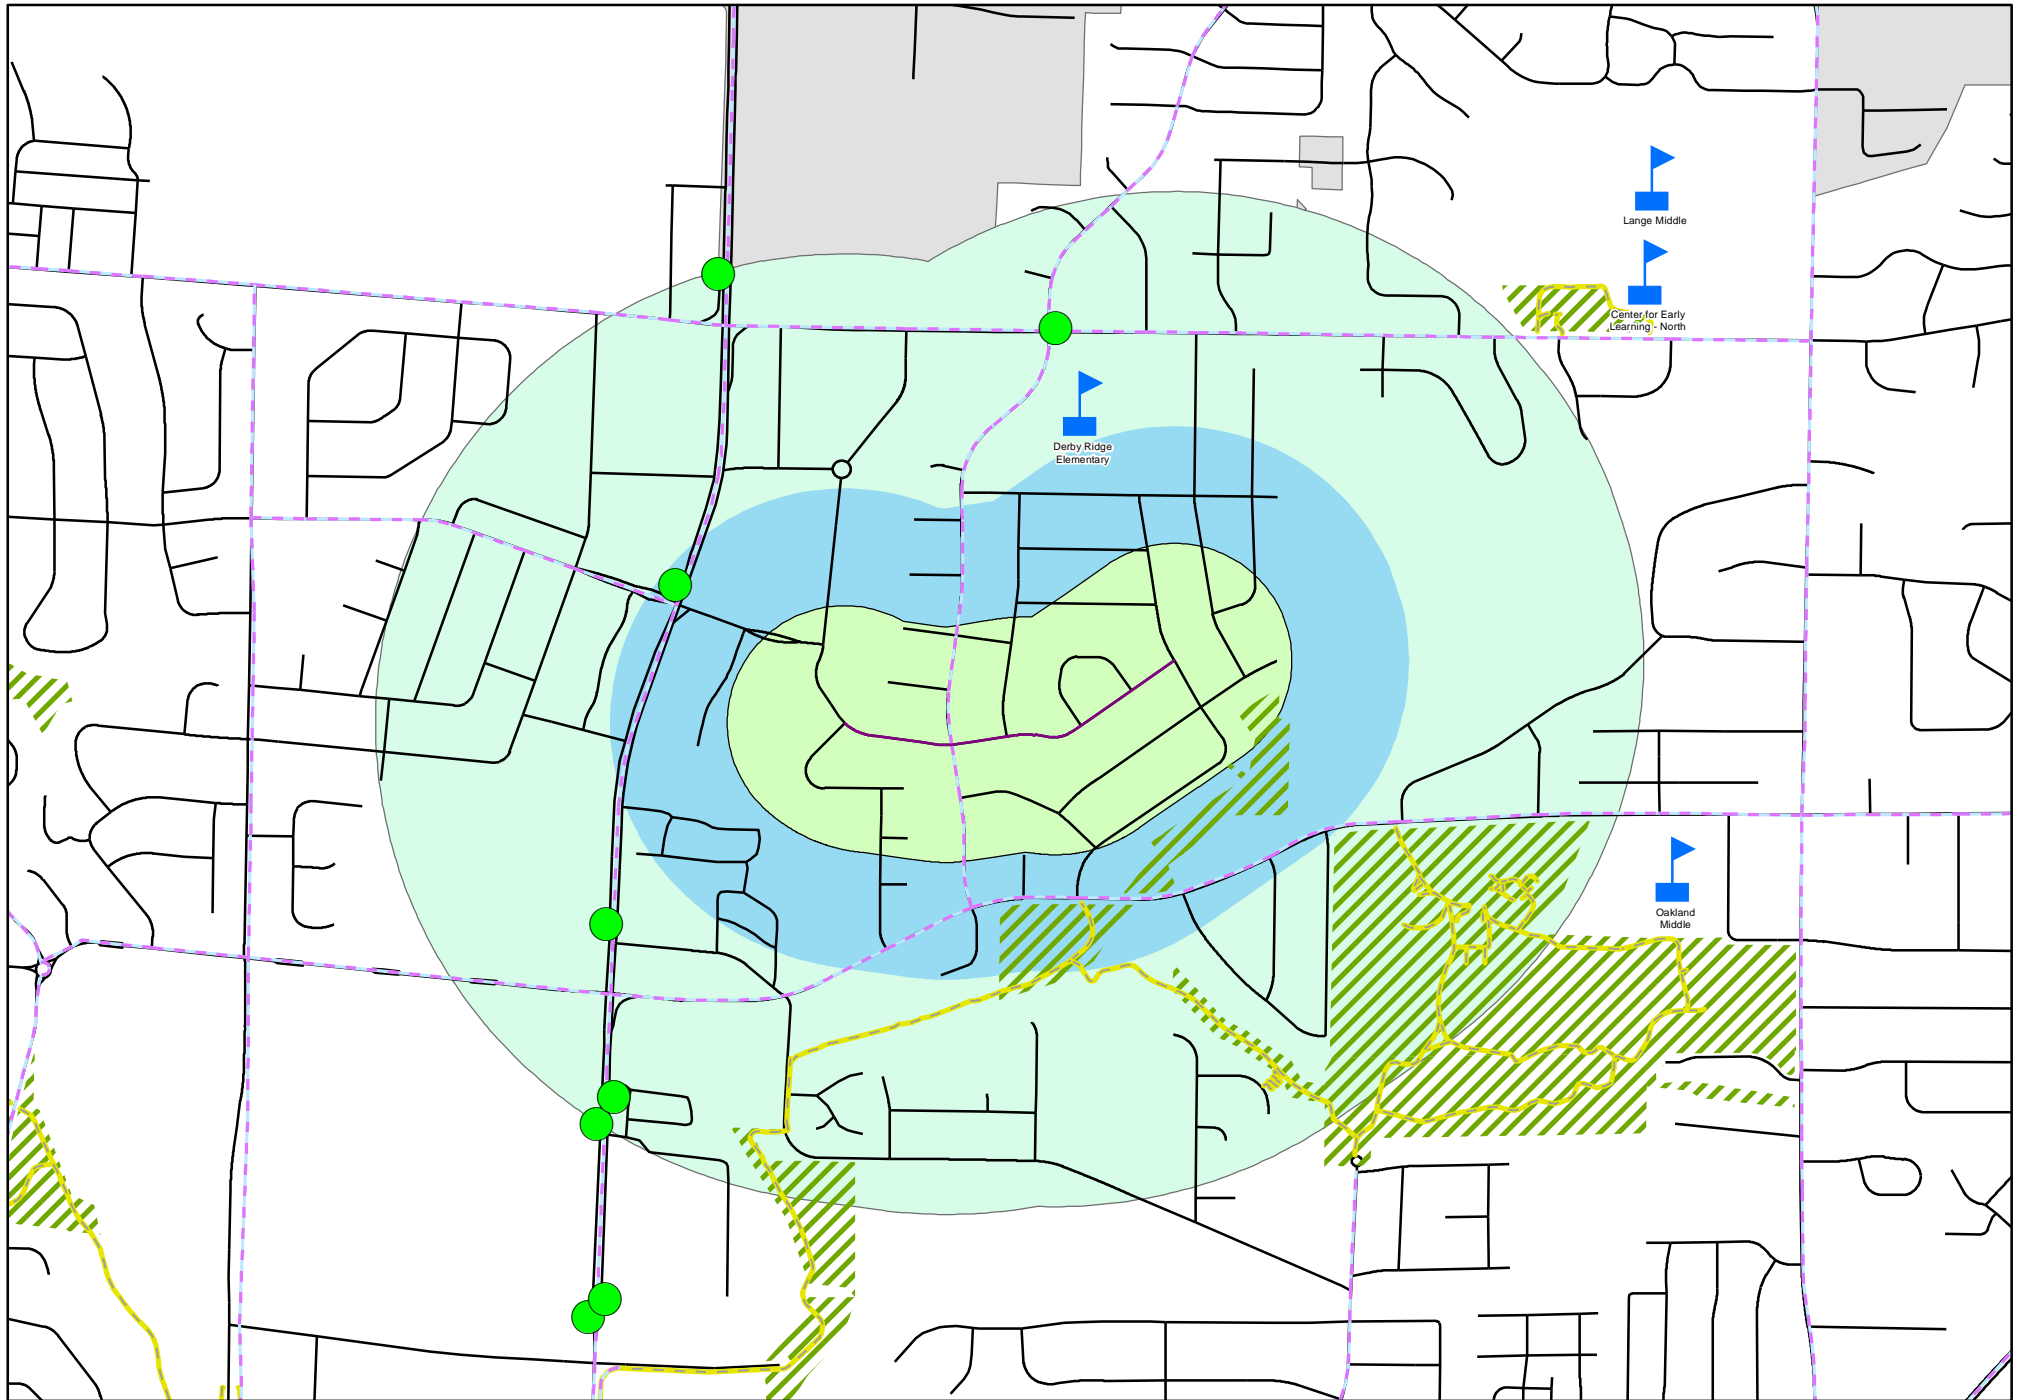 Lange Middle
Center for Early
Learning - North
Derby Ridge
Elementary
Oakland
Middle